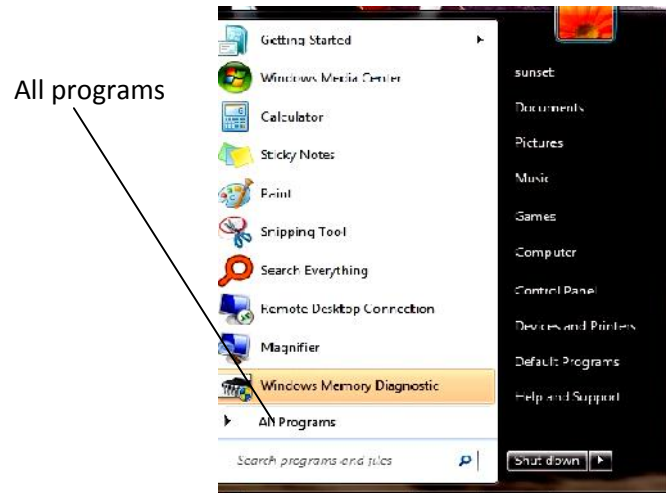 All programs
Getting Started
Windows Media Center
Calculator
Sticky Notes
Paint
Snipping Tool
Search Everything
Remote Desktop Connection
Magnifier
Windows Memory Diagnostic
All Programs
Search programs and files
sunset
Documents
Pictures
Music
Games
Computer
Control Panel
Devices and Printers
Default Programs
Help and Support
Shut down